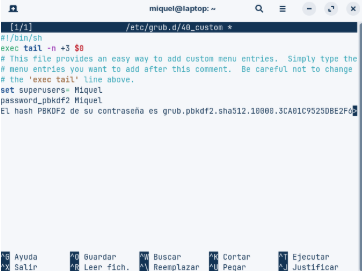 miquel@laptop: ~
[1/1] /etc/grub.d/40_custom *
#!/bin/sh
exec tail -n +3 $0
# This file provides an easy way to add custom menu entries.  Simply type the
# menu entries you want to add after this comment.  Be careful not to change
# the 'exec tail' line above.
set superusers= Miquel
password_pbkdf2 Miquel
El hash PBKDF2 de su contraseña es grub.pbkdf2.sha512.10000.3CA01C9525DBE2F6>
^G Ayuda ^O Guardar ^W Buscar ^K Cortar ^T Ejecutar
^X Salir ^R Leer fich. ^\ Reemplazar ^U Pegar ^J Justificar